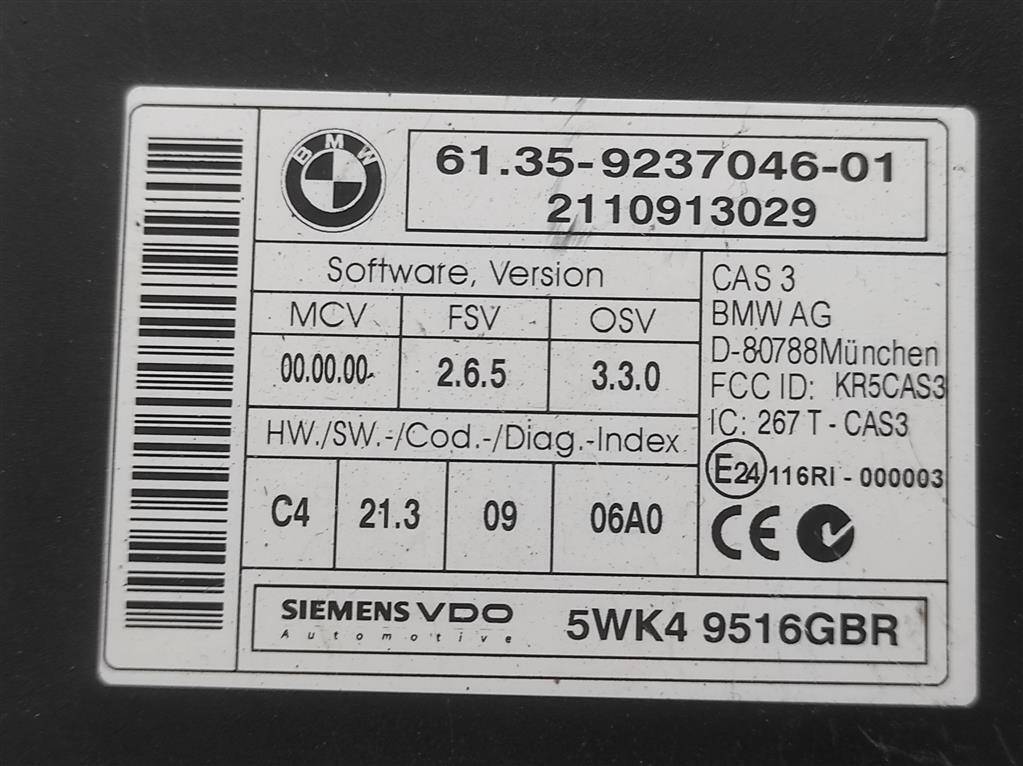 BMW
61.35-9237046-01
2110913029
Software, Version
MCV FSV OSV
00.00.00 2.6.5 3.3.0
HW./SW.-/Cod.-/Diag.-Index
C4 21.3 09 06A0
CAS 3
BMW AG
D-80788München
FCC ID: KR5CAS3
IC: 267 T - CAS3
E24 116RI - 000003
CE
SIEMENS VDO
Automotive
5WK4 9516GBR